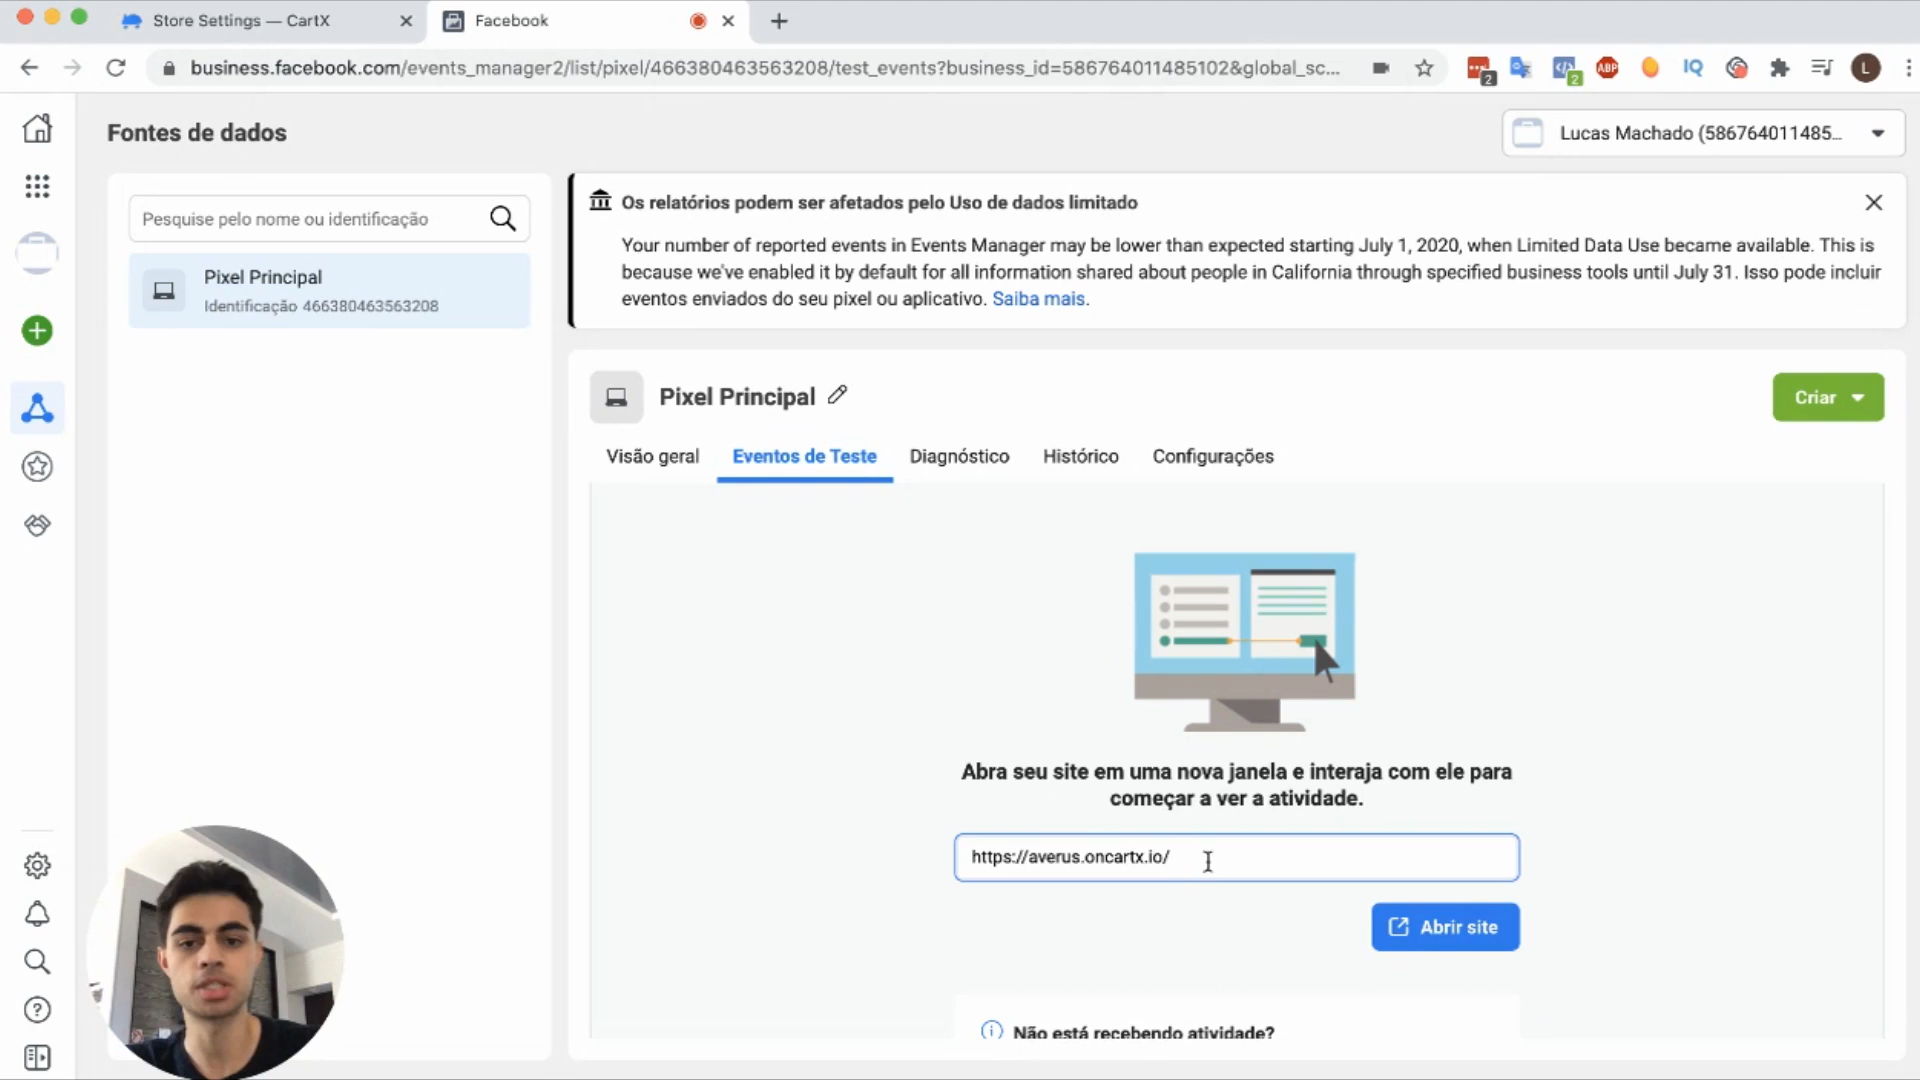 Store Settings — CartX
Facebook
business.facebook.com/events_manager2/list/pixel/466380463563208/test_events?business_id=586764011485102&global_sc...
2
2
ABP
IQ
L
Fontes de dados
Lucas Machado (586764011485...
Pesquise pelo nome ou identificação
Pixel Principal
Identificação 466380463563208
Os relatórios podem ser afetados pelo Uso de dados limitado
Your number of reported events in Events Manager may be lower than expected starting July 1, 2020, when Limited Data Use became available. This is
because we've enabled it by default for all information shared about people in California through specified business tools until July 31. Isso pode incluir
eventos enviados do seu pixel ou aplicativo. Saiba mais.
Pixel Principal
Criar
Visão geral
Eventos de Teste
Diagnóstico
Histórico
Configurações
Abra seu site em uma nova janela e interaja com ele para
começar a ver a atividade.
https://averus.oncartx.io/
Abrir site
Não está recebendo atividade?